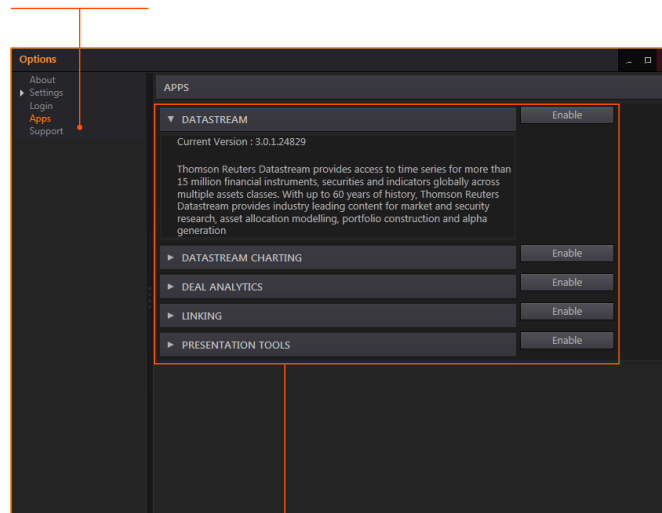 Options
About
Settings
Login
Apps
Support
APPS
DATASTREAM
Enable
Current Version : 3.0.1.24829
Thomson Reuters Datastream provides access to time series for more than
15 million financial instruments, securities and indicators globally across
multiple assets classes. With up to 60 years of history, Thomson Reuters
Datastream provides industry leading content for market and security
research, asset allocation modelling, portfolio construction and alpha
generation
DATASTREAM CHARTING
Enable
DEAL ANALYTICS
Enable
LINKING
Enable
PRESENTATION TOOLS
Enable